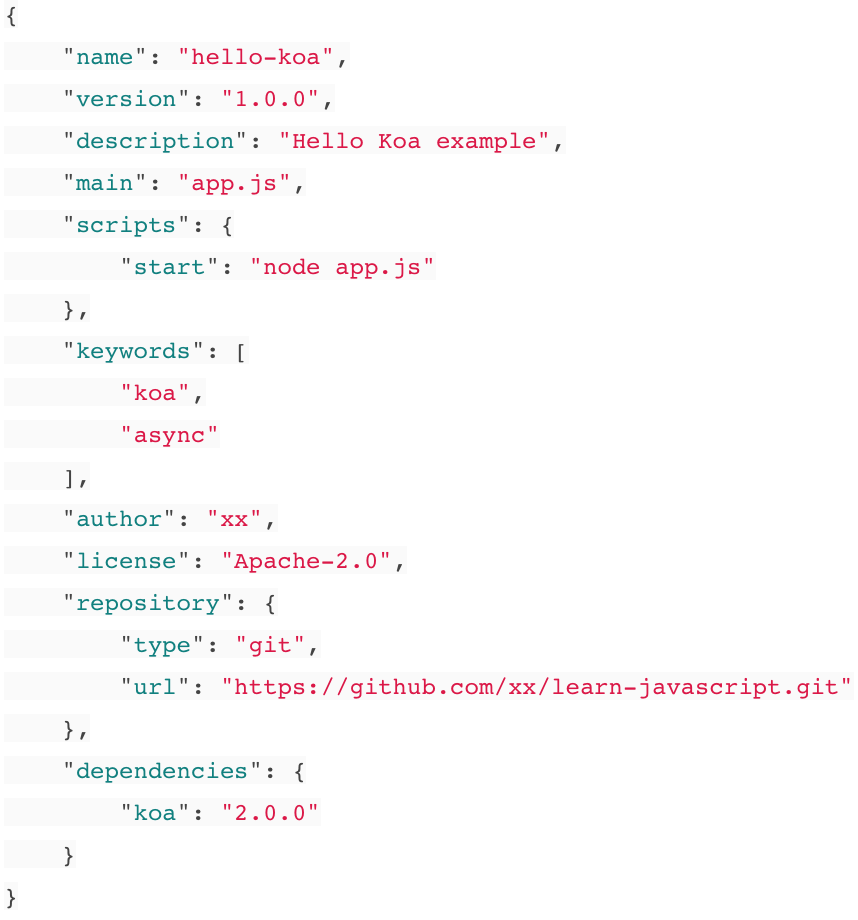 {
    "name": "hello-koa",
    "version": "1.0.0",
    "description": "Hello Koa example",
    "main": "app.js",
    "scripts": {
        "start": "node app.js"
    },
    "keywords": [
        "koa",
        "async"
    ],
    "author": "xx",
    "license": "Apache-2.0",
    "repository": {
        "type": "git",
        "url": "https://github.com/xx/learn-javascript.git"
    },
    "dependencies": {
        "koa": "2.0.0"
    }
}